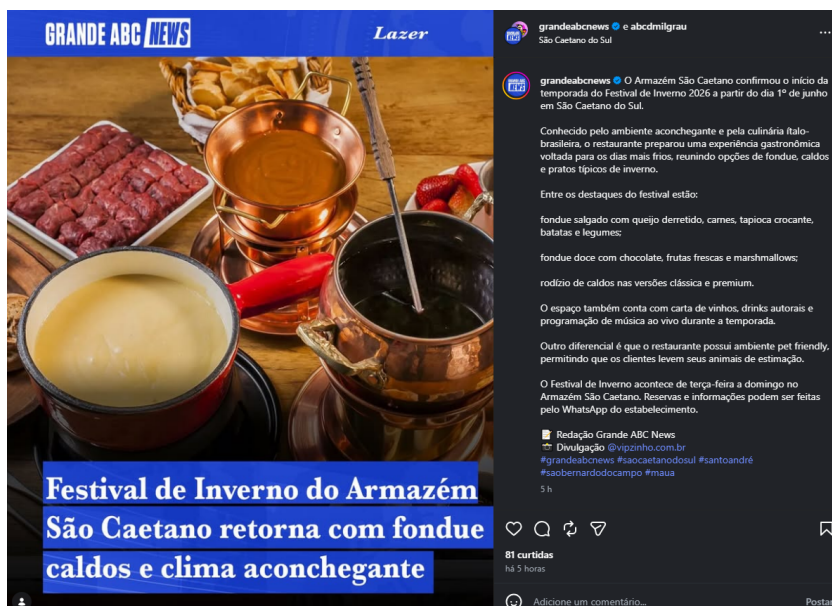 GRANDE ABC NEWS
Lazer
Festival de Inverno do Armazém
São Caetano retorna com fondue
caldos e clima aconchegante
grandeabcnews e abcdmilgrau
São Caetano do Sul
grandeabcnews O Armazém São Caetano confirmou o início da
temporada do Festival de Inverno 2026 a partir do dia 1º de junho
em São Caetano do Sul.
Conhecido pelo ambiente aconchegante e pela culinária ítalo-
brasileira, o restaurante preparou uma experiência gastronômica
voltada para os dias mais frios, reunindo opções de fondue, caldos
e pratos típicos de inverno.
Entre os destaques do festival estão:
fondue salgado com queijo derretido, carnes, tapioca crocante,
batatas e legumes;
fondue doce com chocolate, frutas frescas e marshmallows;
rodízio de caldos nas versões clássica e premium.
O espaço também conta com carta de vinhos, drinks autorais e
programação de música ao vivo durante a temporada.
Outro diferencial é que o restaurante possui ambiente pet friendly,
permitindo que os clientes levem seus animais de estimação.
O Festival de Inverno acontece de terça-feira a domingo no
Armazém São Caetano. Reservas e informações podem ser feitas
pelo WhatsApp do estabelecimento.
Redação Grande ABC News
Divulgação @vipzinho.com.br
#grandeabcnews #saocaetanodosul #santoandré
#saobernardodocampo #maua
5 h
81 curtidas
há 5 horas
Adicione um comentário...
Postar